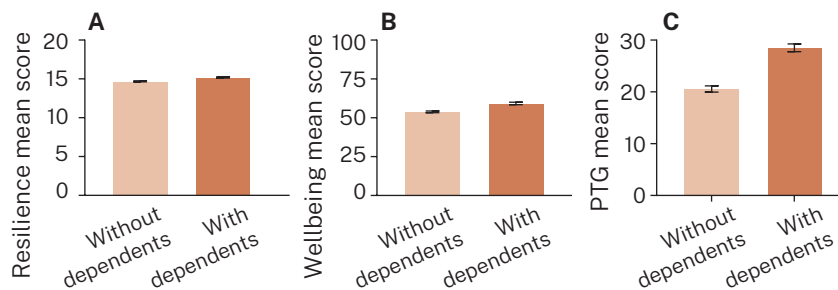 A
Resilience mean score
20
15
10
5
0
Without
dependents
With
dependents
B
Wellbeing mean score
100
75
50
25
0
Without
dependents
With
dependents
C
PTG mean score
30
20
10
0
Without
dependents
With
dependents